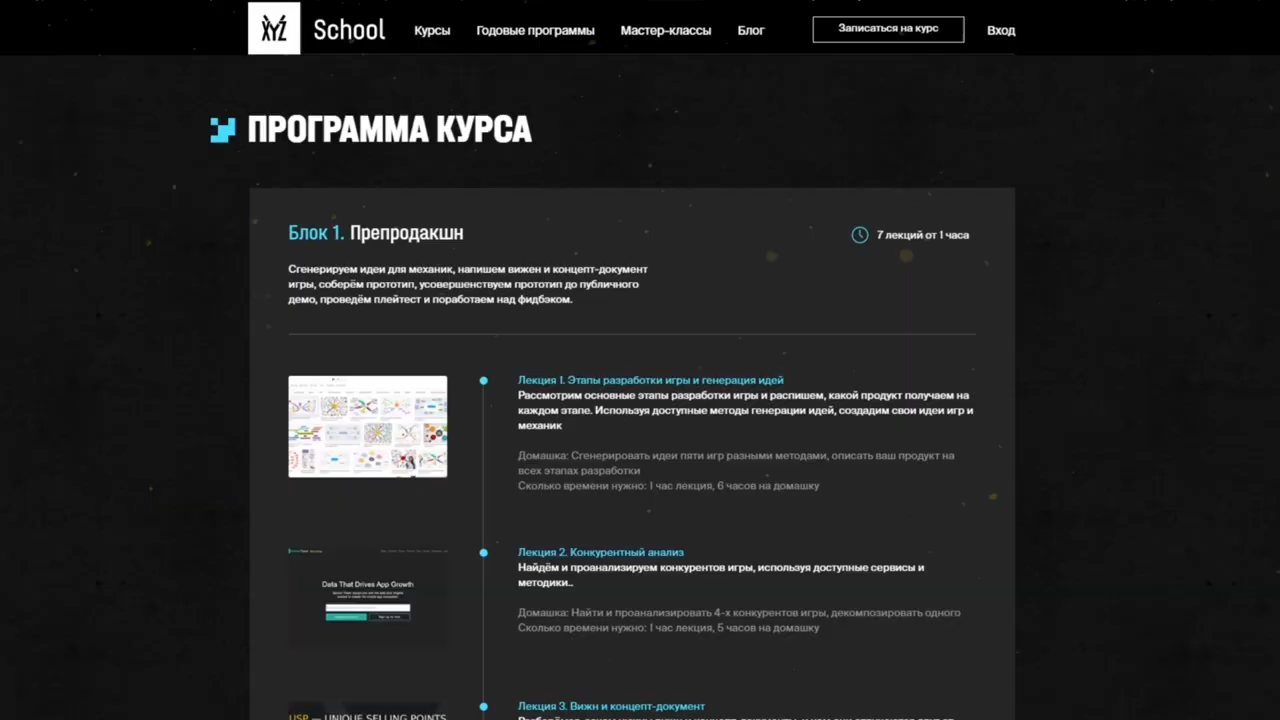 XYZ School
Курсы
Годовые программы
Мастер-классы
Блог
Записаться на курс
Вход
ПРОГРАММА КУРСА
Блок 1. Препродакшн
7 лекций от 1 часа
Сгенерируем идеи для механик, напишем вижен и концепт-документ
игры, соберём прототип, усовершенствуем прототип до публичного
демо, проведём плейтест и поработаем над фидбэком.
Лекция 1. Этапы разработки игры и генерация идей
Рассмотрим основные этапы разработки игры и распишем, какой продукт получаем на
каждом этапе. Используя доступные методы генерации идей, создадим свои идеи игр и
механик
Домашка: Сгенерировать идеи пяти игр разными методами, описать ваш продукт на
всех этапах разработки
Сколько времени нужно: 1 час лекция, 6 часов на домашку
Data That Drives App Growth
Лекция 2. Конкурентный анализ
Найдём и проанализируем конкурентов игры, используя доступные сервисы и
методики..
Домашка: Найти и проанализировать 4-х конкурентов игры, декомпозировать одного
Сколько времени нужно: 1 час лекция, 5 часов на домашку
USP — UNIQUE SELLING POINTS
Лекция 3. Вижн и концепт-документ